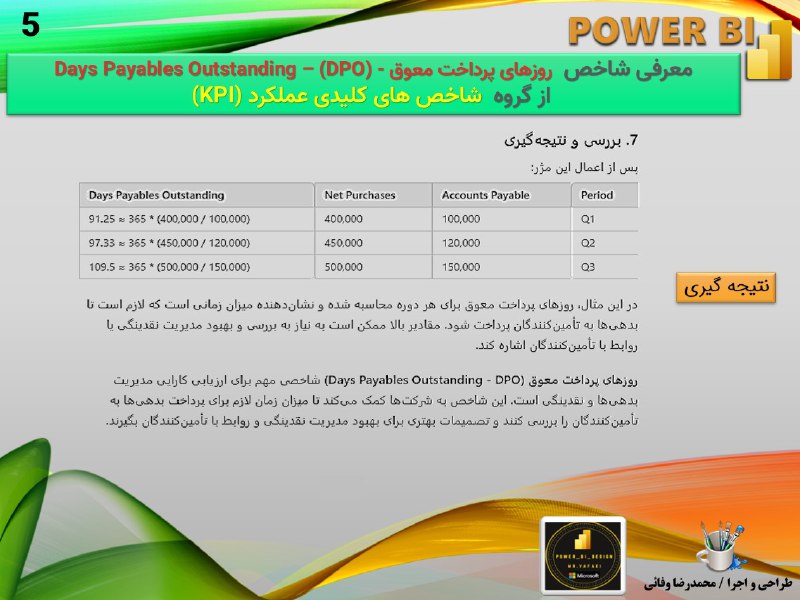 5
POWER BI
معرفی شاخص روزهای پرداخت معوق - Days Payables Outstanding – (DPO)
از گروه شاخص های کلیدی عملکرد (KPI)
7. بررسی و نتیجه‌گیری
پس از اعمال این مژر:
Days Payables Outstanding Net Purchases Accounts Payable Period
91.25 ≈ 365 * (400,000 / 100,000) 400,000 100,000 Q1
97.33 ≈ 365 * (450,000 / 120,000) 450,000 120,000 Q2
109.5 ≈ 365 * (500,000 / 150,000) 500,000 150,000 Q3
نتیجه گیری
در این مثال، روزهای پرداخت معوق برای هر دوره محاسبه شده و نشان‌دهنده میزان زمانی است که لازم است تا
بدهی‌ها به تأمین‌کنندگان پرداخت شود. مقادیر بالا ممکن است به نیاز به بررسی و بهبود مدیریت نقدینگی یا
روابط با تأمین‌کنندگان اشاره کند.
روزهای پرداخت معوق (Days Payables Outstanding - DPO) شاخصی مهم برای ارزیابی کارایی مدیریت
بدهی‌ها و نقدینگی است. این شاخص به شرکت‌ها کمک می‌کند تا میزان زمان لازم برای پرداخت بدهی‌ها به
تأمین‌کنندگان را بررسی کنند و تصمیمات بهتری برای بهبود مدیریت نقدینگی و روابط با تأمین‌کنندگان بگیرند.
POWER_BI_DESIGN
MR.VAFAEI
Microsoft
طراحی و اجرا / محمدرضا وفائی